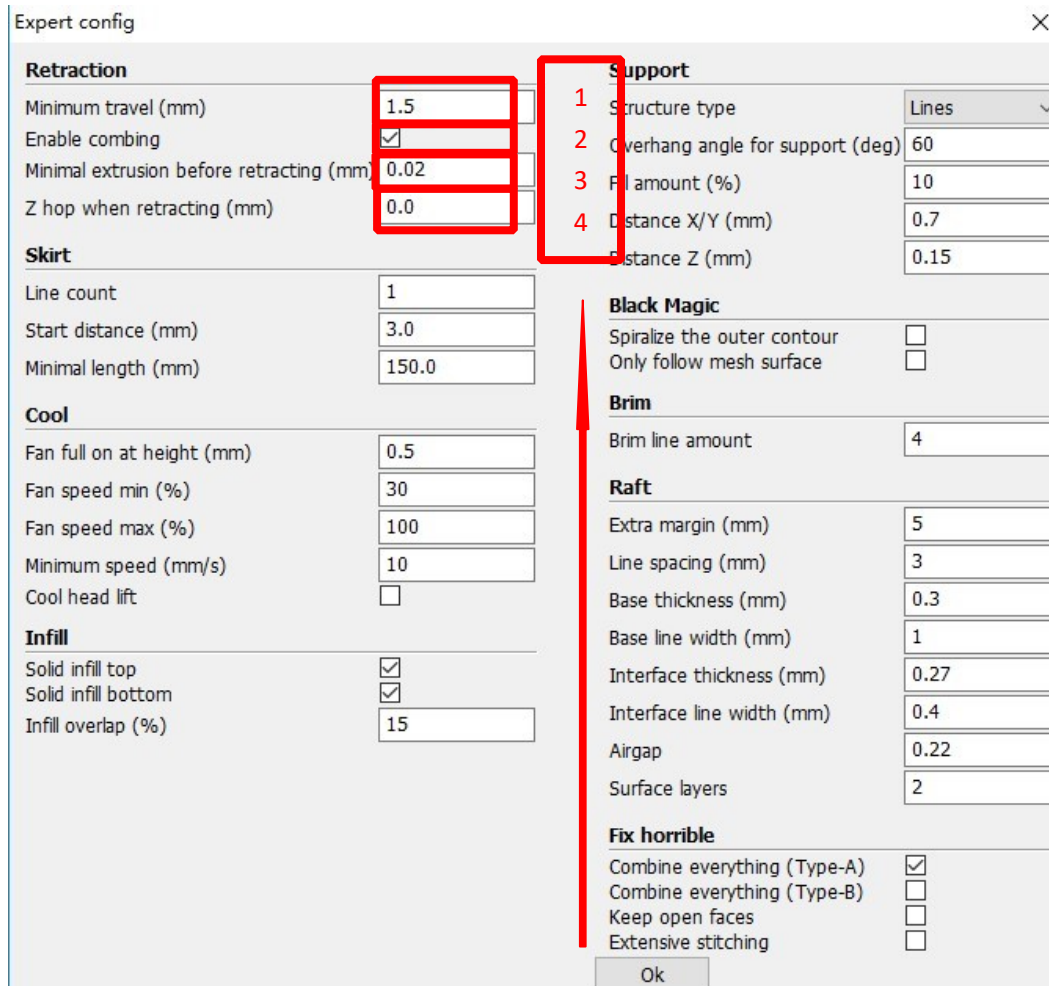 Expert config
Retraction
Minimum travel (mm) 1.5
Enable combing
Minimal extrusion before retracting (mm) 0.02
Z hop when retracting (mm) 0.0
Skirt
Line count 1
Start distance (mm) 3.0
Minimal length (mm) 150.0
Cool
Fan full on at height (mm) 0.5
Fan speed min (%) 30
Fan speed max (%) 100
Minimum speed (mm/s) 10
Cool head lift
Infill
Solid infill top
Solid infill bottom
Infill overlap (%) 15
1
2
3
4
Support
Structure type Lines
Overhang angle for support (deg) 60
Fill amount (%) 10
Distance X/Y (mm) 0.7
Distance Z (mm) 0.15
Black Magic
Spiralize the outer contour
Only follow mesh surface
Brim
Brim line amount 4
Raft
Extra margin (mm) 5
Line spacing (mm) 3
Base thickness (mm) 0.3
Base line width (mm) 1
Interface thickness (mm) 0.27
Interface line width (mm) 0.4
Airgap 0.22
Surface layers 2
Fix horrible
Combine everything (Type-A)
Combine everything (Type-B)
Keep open faces
Extensive stitching
Ok